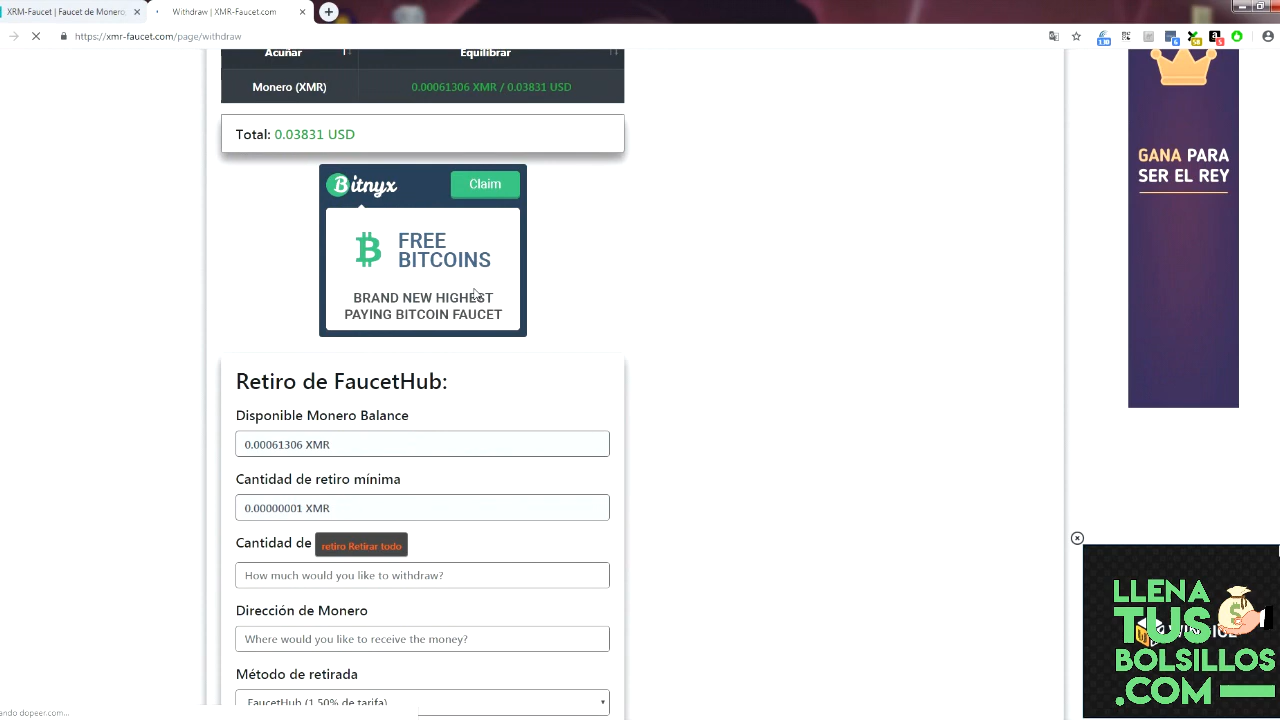 XRM-Faucet | Faucet de Monero.
Withdraw | XMR-Faucet.com
https://xmr-faucet.com/page/withdraw
Acuñar
Equilibrar
Monero (XMR)
0.00061306 XMR / 0.03831 USD
Total: 0.03831 USD
Bitnyx
Claim
FREE
BITCOINS
BRAND NEW HIGHEST
PAYING BITCOIN FAUCET
GANA PARA
SER EL REY
Retiro de FaucetHub:
Disponible Monero Balance
0.00061306 XMR
Cantidad de retiro mínima
0.00000001 XMR
Cantidad de retiro Retirar todo
How much would you like to withdraw?
Dirección de Monero
Where would you like to receive the money?
Método de retirada
FaucetHub (1.50% de tarifa)
LLENA
TUS
BOLSILLOS
.COM
ando dopeer.com...